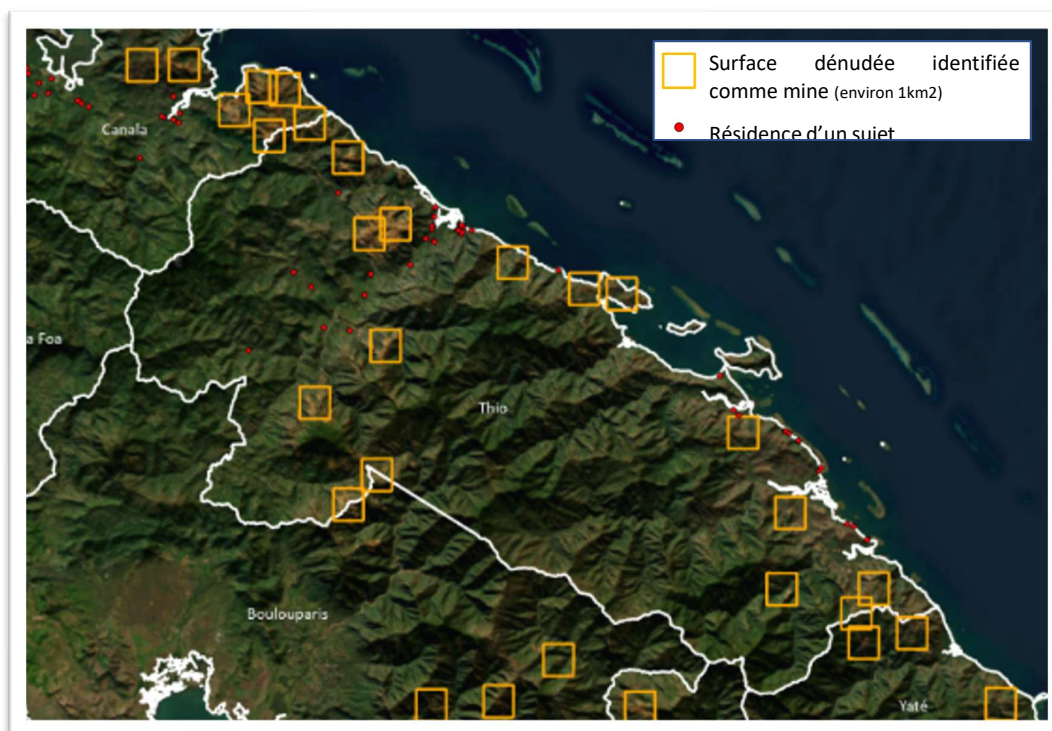 Surface dénudée identifiée
comme mine (environ 1km2)
Résidence d'un sujet
Canala
a Foa
Thio
Boulouparis
Yaté